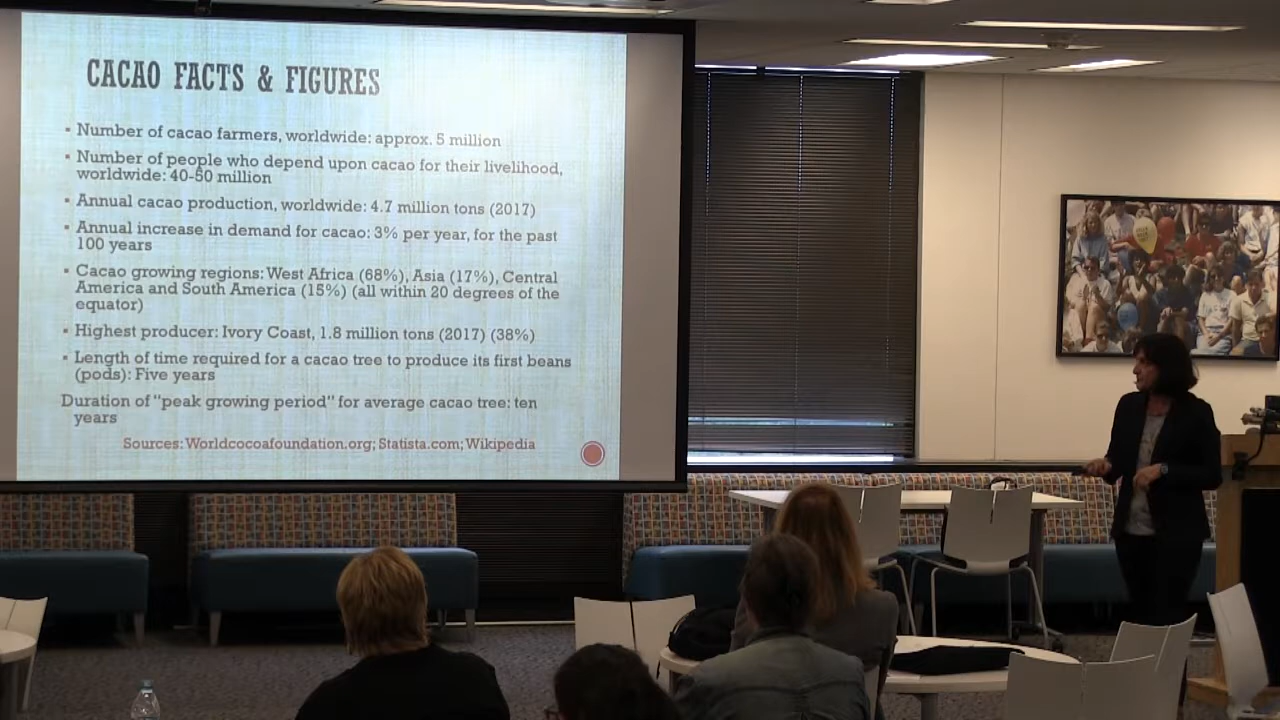 CACAO FACTS & FIGURES
▪ Number of cacao farmers, worldwide: approx. 5 million
▪ Number of people who depend upon cacao for their livelihood,
worldwide: 40-50 million
▪ Annual cacao production, worldwide: 4.7 million tons (2017)
▪ Annual increase in demand for cacao: 3% per year, for the past
100 years
▪ Cacao growing regions: West Africa (68%), Asia (17%), Central
America and South America (15%) (all within 20 degrees of the
equator)
▪ Highest producer: Ivory Coast, 1.8 million tons (2017) (38%)
▪ Length of time required for a cacao tree to produce its first beans
(pods): Five years
Duration of "peak growing period" for average cacao tree: ten
years
Sources: Worldcocoafoundation.org; Statista.com; Wikipedia